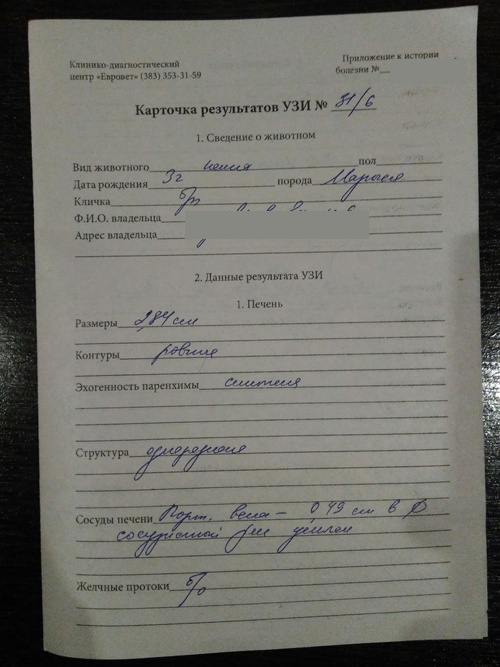 Клинико-диагностический
центр «Евровет» (383) 353-31-59
Приложение к истории
болезни №
Карточка результатов УЗИ № 31/6
1. Сведение о животном
Вид животного кошка пол
Дата рождения 3г порода
Кличка б/р
Ф.И.О. владельца
Адрес владельца
2. Данные результата УЗИ
1. Печень
Размеры 2,84 см
Контуры ровные
Эхогенность паренхимы снижена
Структура однородная
Сосуды печени Порт. вена – 0,49 см в Ф
сосудистый рис. усилен
Желчные протоки б/о